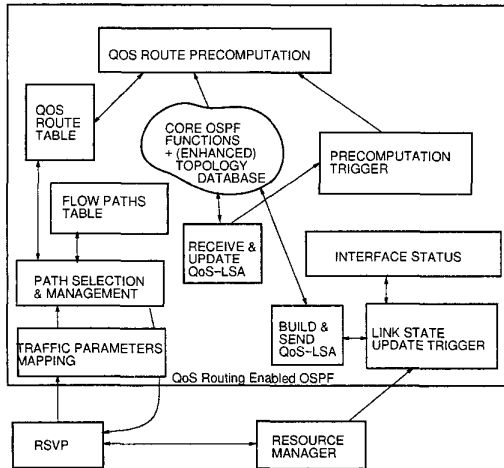 QOS ROUTE PRECOMPUTATION
QOS
ROUTE
TABLE
CORE OSPF
FUNCTIONS
+ (ENHANCED)
TOPOLOGY
DATABASE
PRECOMPUTATION
TRIGGER
FLOW PATHS
TABLE
RECEIVE &
UPDATE
QoS-LSA
INTERFACE STATUS
PATH SELECTION
& MANAGEMENT
BUILD &
SEND
QoS-LSA
LINK STATE
UPDATE TRIGGER
TRAFFIC PARAMETERS
MAPPING
QoS Routing Enabled OSPF
RSVP
RESOURCE
MANAGER